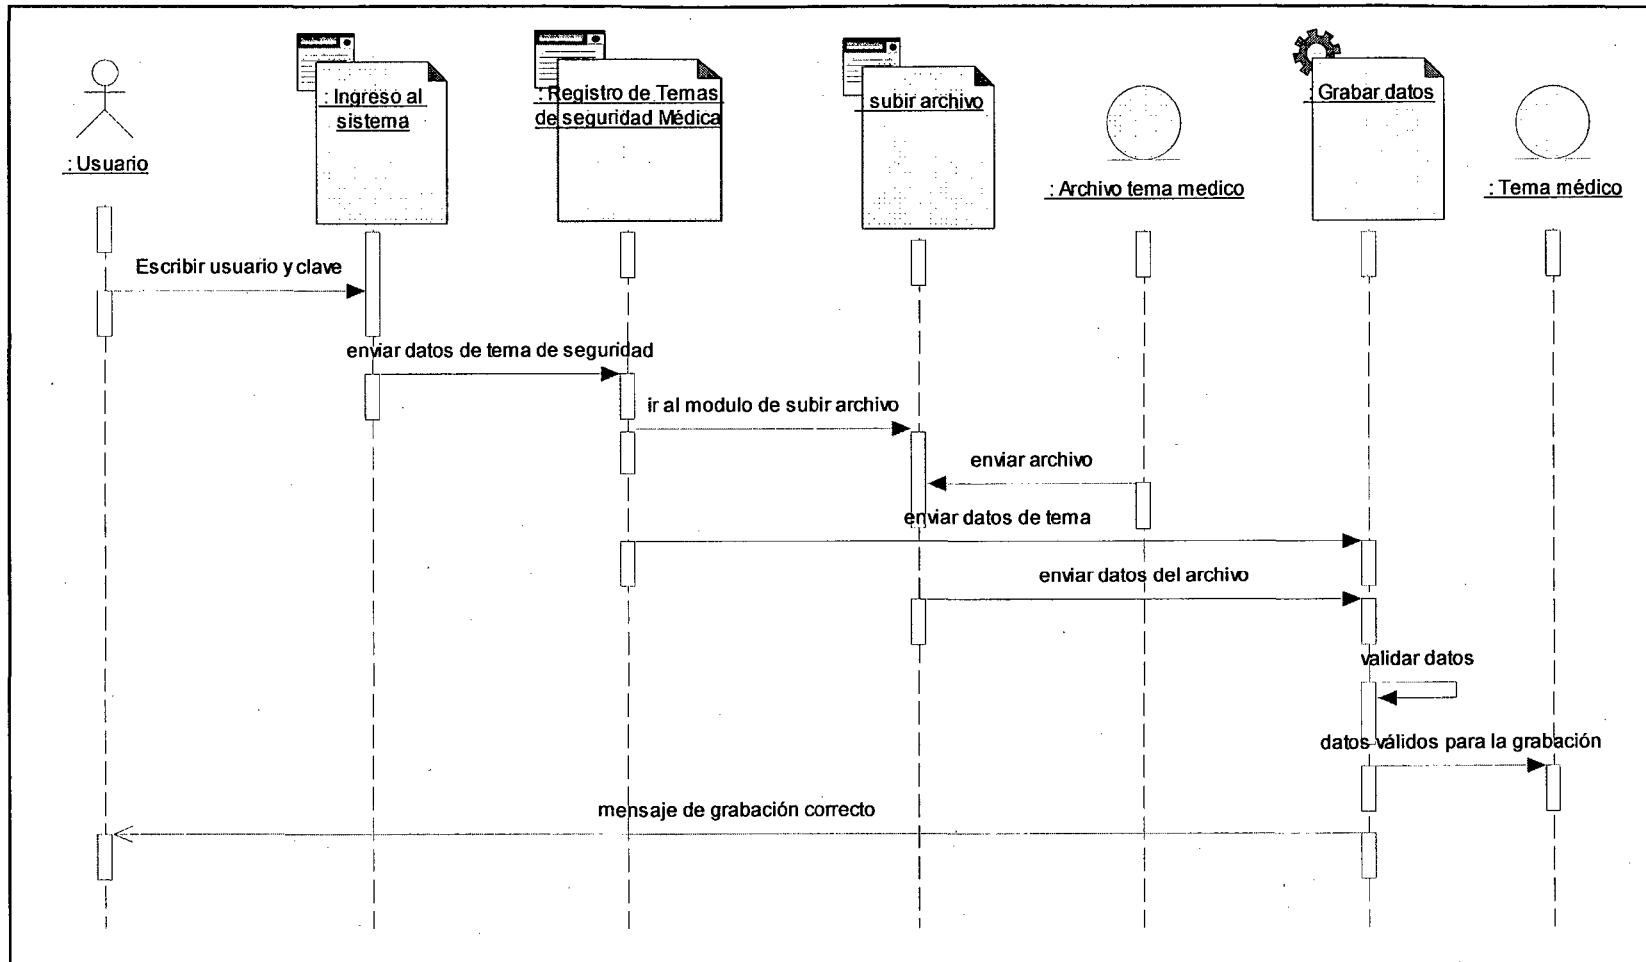 : Usuario
: Ingreso al
sistema
: Registro de Temas
de seguridad Médica
subir archivo
: Archivo tema medico
: Grabar datos
: Tema médico
Escribir usuario y clave
enviar datos de tema de seguridad
ir al modulo de subir archivo
enviar archivo
enviar datos de tema
enviar datos del archivo
validar datos
datos válidos para la grabación
mensaje de grabación correcto